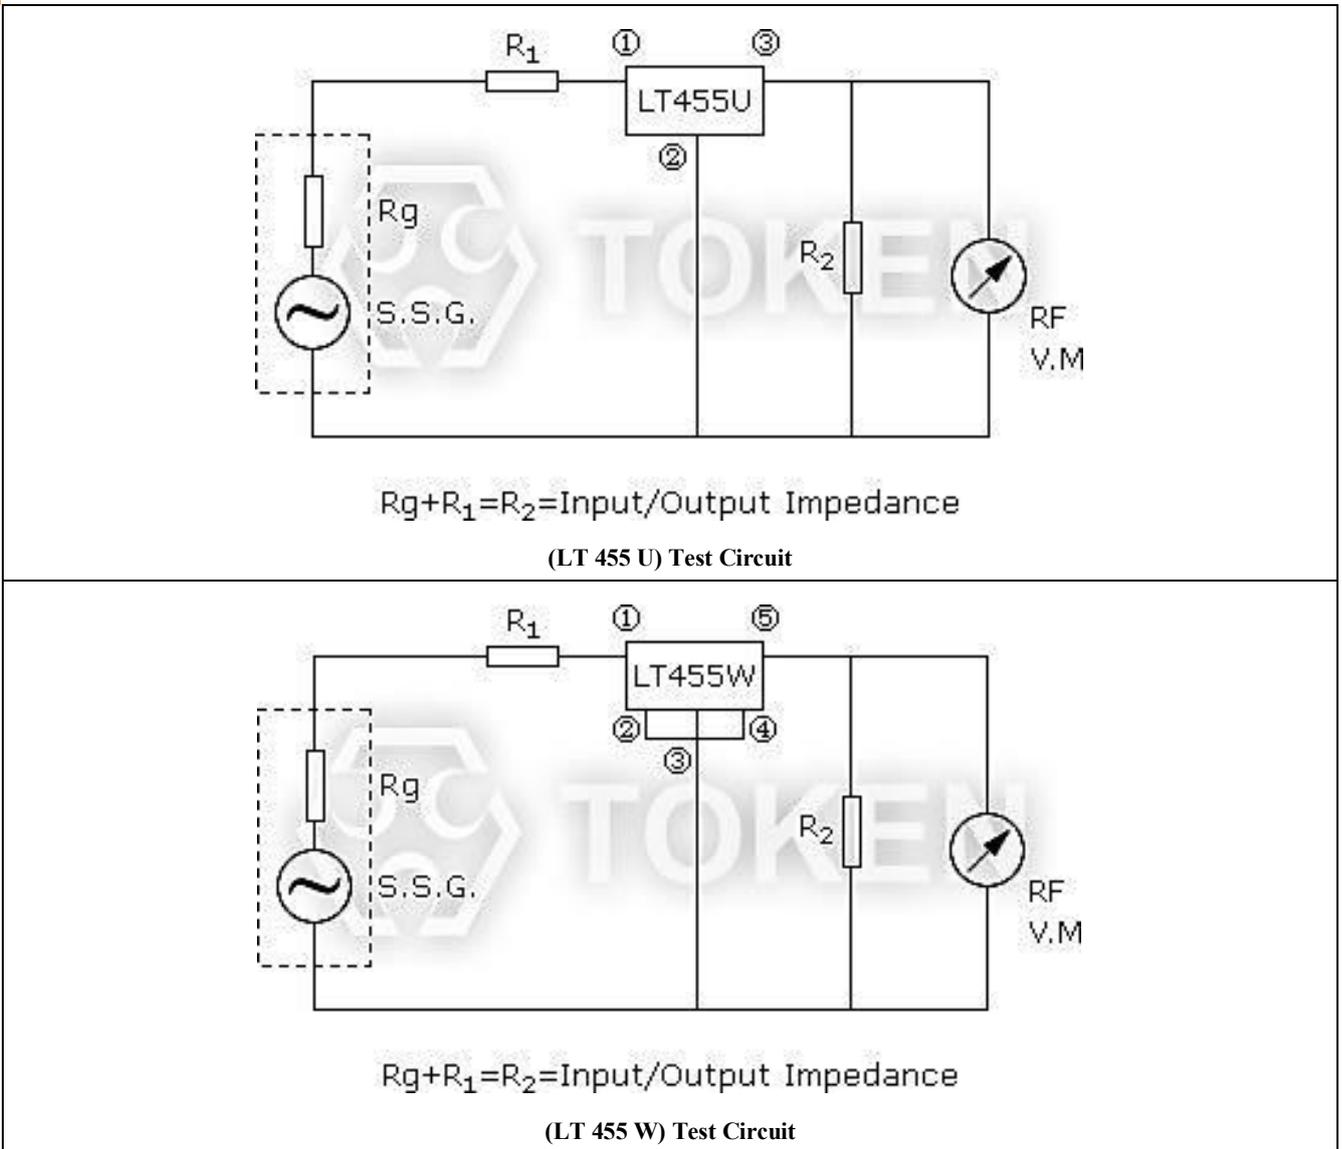 R1 ① ③
LT455U
②
Rg
TOKEN
R2
S.S.G.
RF
V.M
Rg+R1=R2=Input/Output Impedance
(LT 455 U) Test Circuit
R1 ① ⑤
LT455W
② ④
③
Rg
TOKEN
R2
S.S.G.
RF
V.M
Rg+R1=R2=Input/Output Impedance
(LT 455 W) Test Circuit